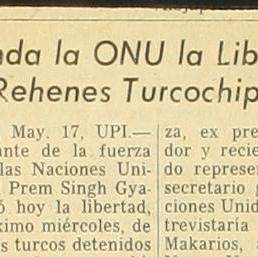 nda la ONU la Lib
Rehenes Turcochip
May. 17, UPI.—
ante de la fuerza
las Naciones Uni-
Prem Singh Gya-
ó hoy la libertad,
ximo miércoles, de
s turcos detenidos
za, ex pre
dor y recie
do represen
secretario g
ciones Unid
trevistaría
Makarios, a